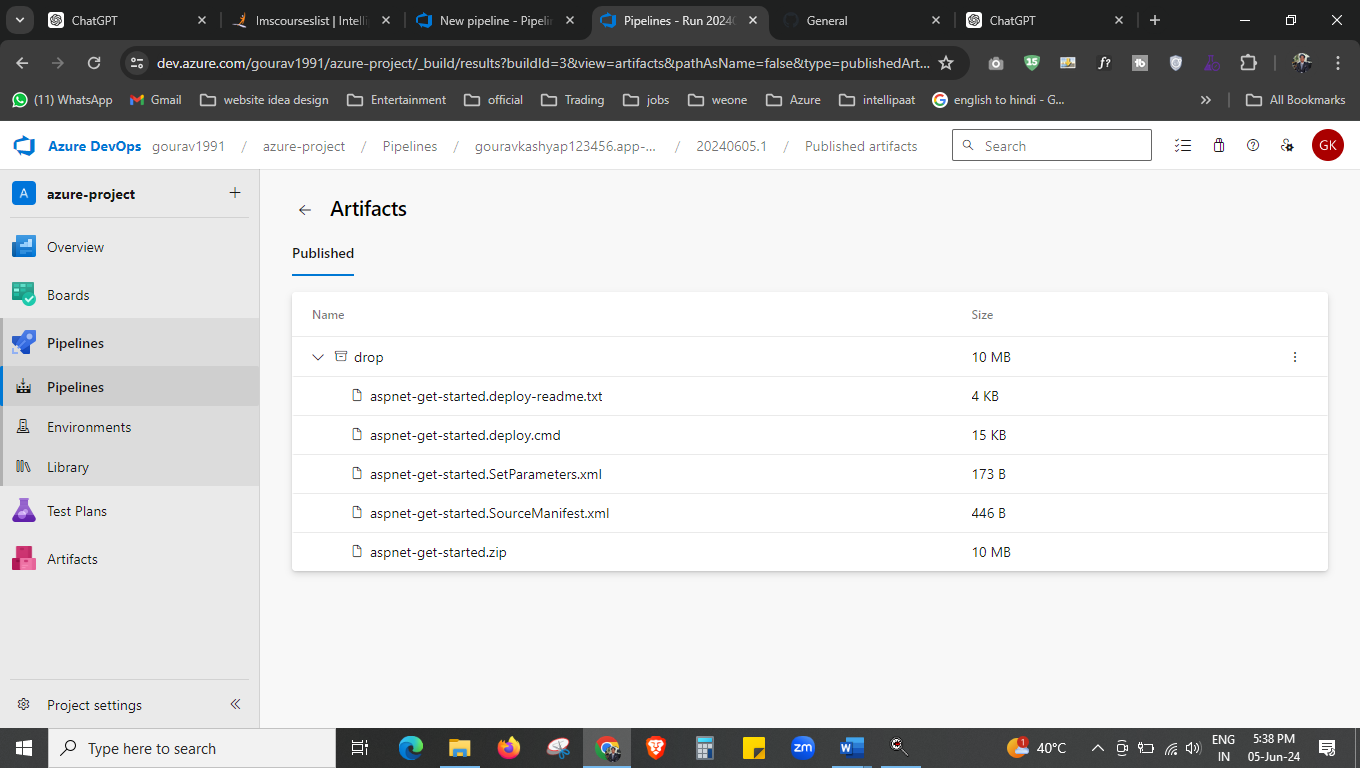 ChatGPT
lmscourseslist | Intelli
New pipeline - Pipelin
Pipelines - Run 20240
General
ChatGPT
dev.azure.com/gourav1991/azure-project/_build/results?buildId=3&view=artifacts&pathAsName=false&type=publishedArt...
15
f?
tb
(11) WhatsApp
Gmail
website idea design
Entertainment
official
Trading
jobs
weone
Azure
intellipaat
english to hindi - G...
»
All Bookmarks
Azure DevOps
gourav1991 / azure-project / Pipelines / gouravkashyap123456.app-... / 20240605.1 / Published artifacts
Search
GK
A
azure-project
Overview
Boards
Pipelines
Pipelines
Environments
Library
Test Plans
Artifacts
Project settings
Artifacts
Published
Name Size
drop 10 MB
aspnet-get-started.deploy-readme.txt 4 KB
aspnet-get-started.deploy.cmd 15 KB
aspnet-get-started.SetParameters.xml 173 B
aspnet-get-started.SourceManifest.xml 446 B
aspnet-get-started.zip 10 MB
Type here to search
zm
W
1
40°C
ENG
IN
5:38 PM
05-Jun-24